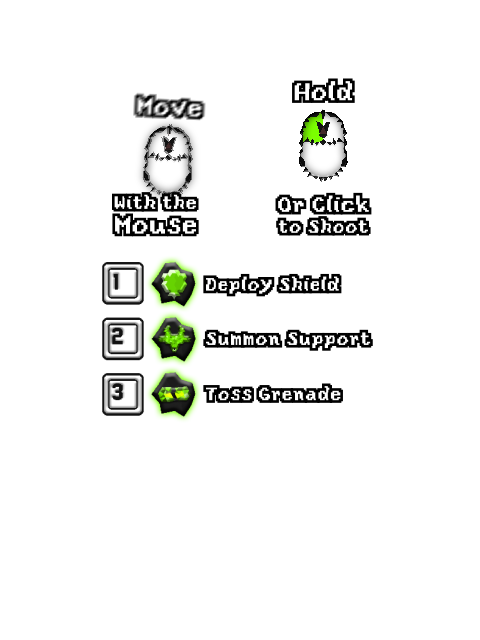 Move
Hold
With the
Mouse
Or Click
to Shoot
1 Deploy Shield
2 Summon Support
3 Toss Grenade